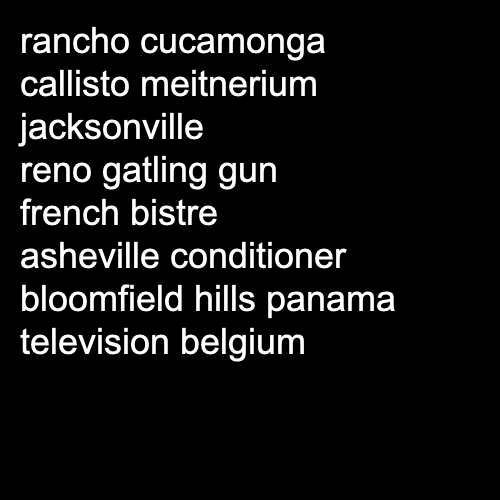 rancho cucamonga
callisto meitnerium
jacksonville
reno gatling gun
french bistre
asheville conditioner
bloomfield hills panama
television belgium